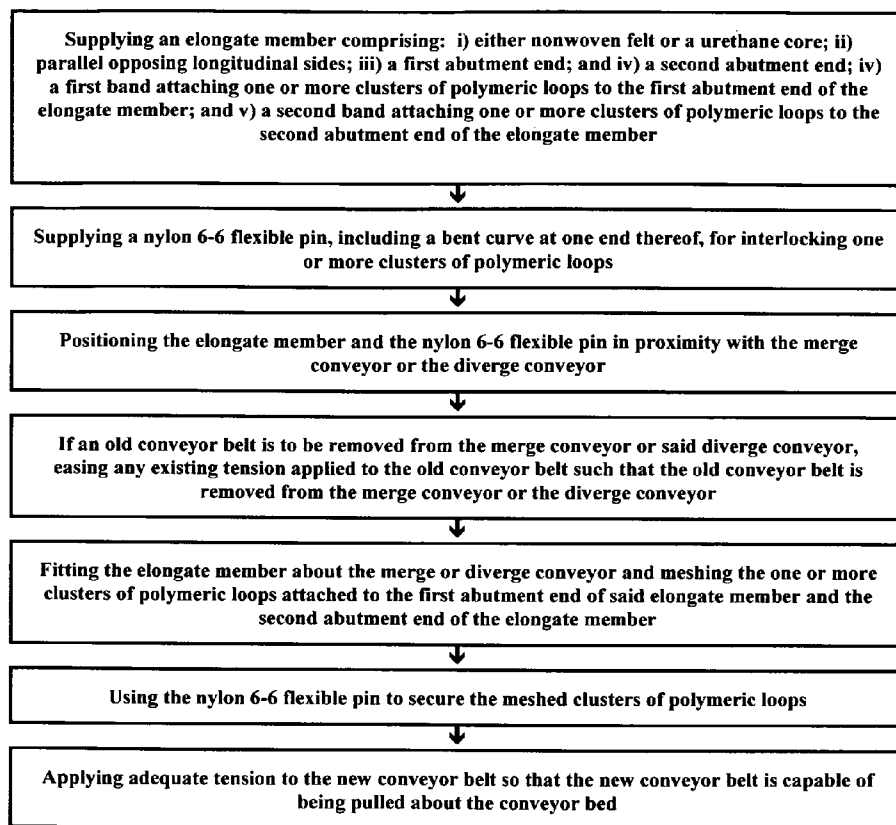 Supplying an elongate member comprising: i) either nonwoven felt or a urethane core; ii)
parallel opposing longitudinal sides; iii) a first abutment end; and iv) a second abutment end; iv)
a first band attaching one or more clusters of polymeric loops to the first abutment end of the
elongate member; and v) a second band attaching one or more clusters of polymeric loops to the
second abutment end of the elongate member
Supplying a nylon 6-6 flexible pin, including a bent curve at one end thereof, for interlocking one
or more clusters of polymeric loops
Positioning the elongate member and the nylon 6-6 flexible pin in proximity with the merge
conveyor or the diverge conveyor
If an old conveyor belt is to be removed from the merge conveyor or said diverge conveyor,
easing any existing tension applied to the old conveyor belt such that the old conveyor belt is
removed from the merge conveyor or the diverge conveyor
Fitting the elongate member about the merge or diverge conveyor and meshing the one or more
clusters of polymeric loops attached to the first abutment end of said elongate member and the
second abutment end of the elongate member
Using the nylon 6-6 flexible pin to secure the meshed clusters of polymeric loops
Applying adequate tension to the new conveyor belt so that the new conveyor belt is capable of
being pulled about the conveyor bed